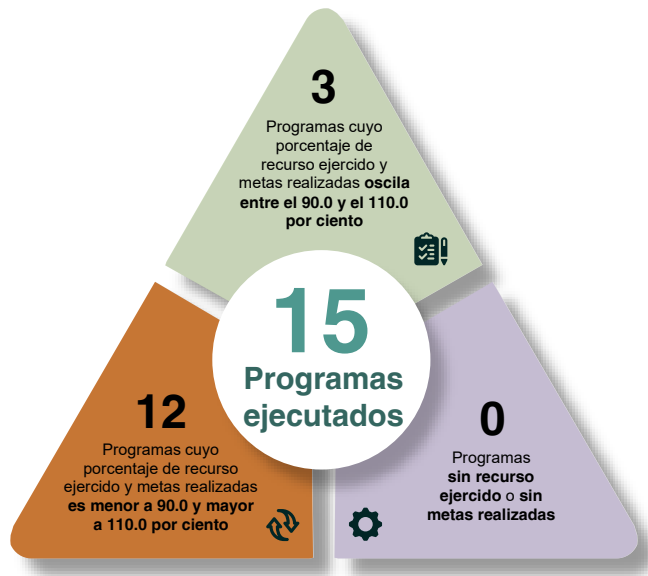 3
Programas cuyo
porcentaje de
recurso ejercido y
metas realizadas oscila
entre el 90.0 y el 110.0
por ciento
15
Programas
ejecutados
12
Programas cuyo
porcentaje de recurso
ejercido y metas realizadas
es menor a 90.0 y mayor
a 110.0 por ciento
0
Programas
sin recurso
ejercido o sin
metas realizadas